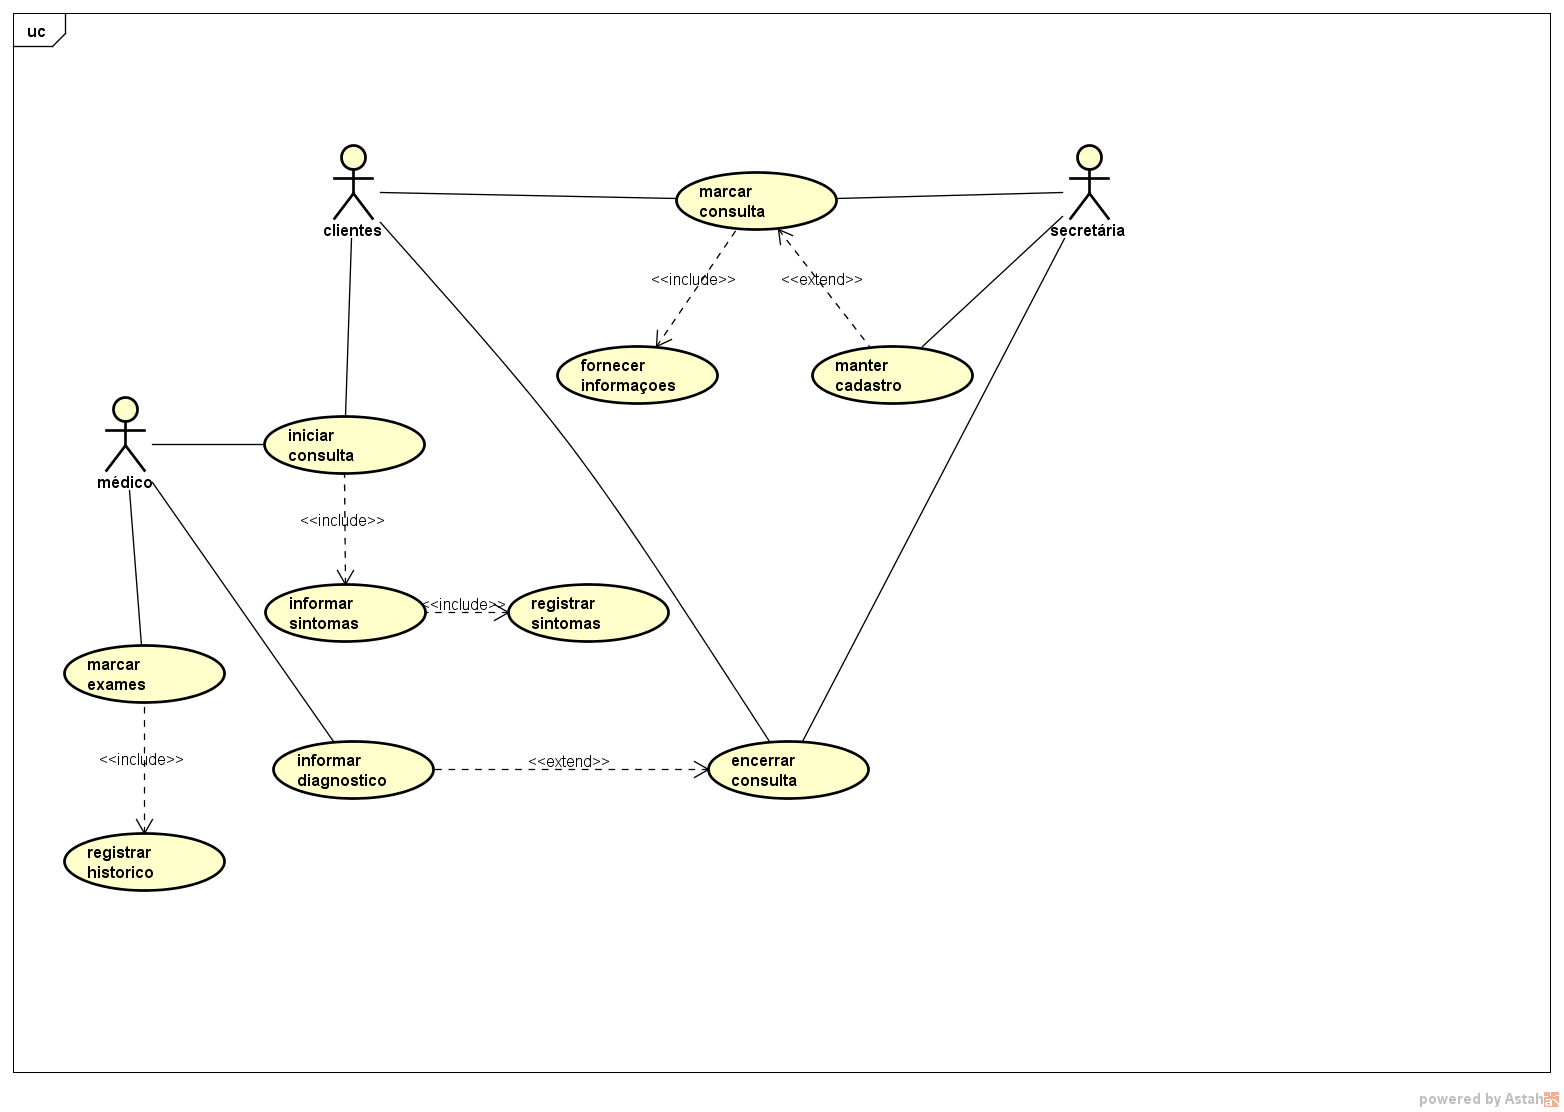 uc
clientes
secretária
marcar
consulta
<<include>>
<<extend>>
fornecer
informaçoes
manter
cadastro
médico
iniciar
consulta
<<include>>
informar
sintomas
<<include>>
registrar
sintomas
marcar
exames
<<include>>
informar
diagnostico
<<extend>>
encerrar
consulta
registrar
historico
powered by Astah